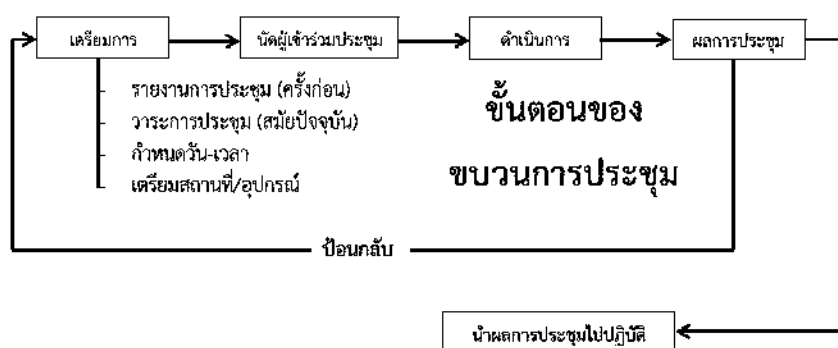 เตรียมการ
นัดผู้เข้าร่วมประชุม
ดำเนินการ
ผลการประชุม
รายงานการประชุม (ครั้งก่อน)
วาระการประชุม (สมัยปัจจุบัน)
กำหนดวัน-เวลา
เตรียมสถานที่/อุปกรณ์
ขั้นตอนของ
ขบวนการประชุม
ป้อนกลับ
นำผลการประชุมไปปฏิบัติ